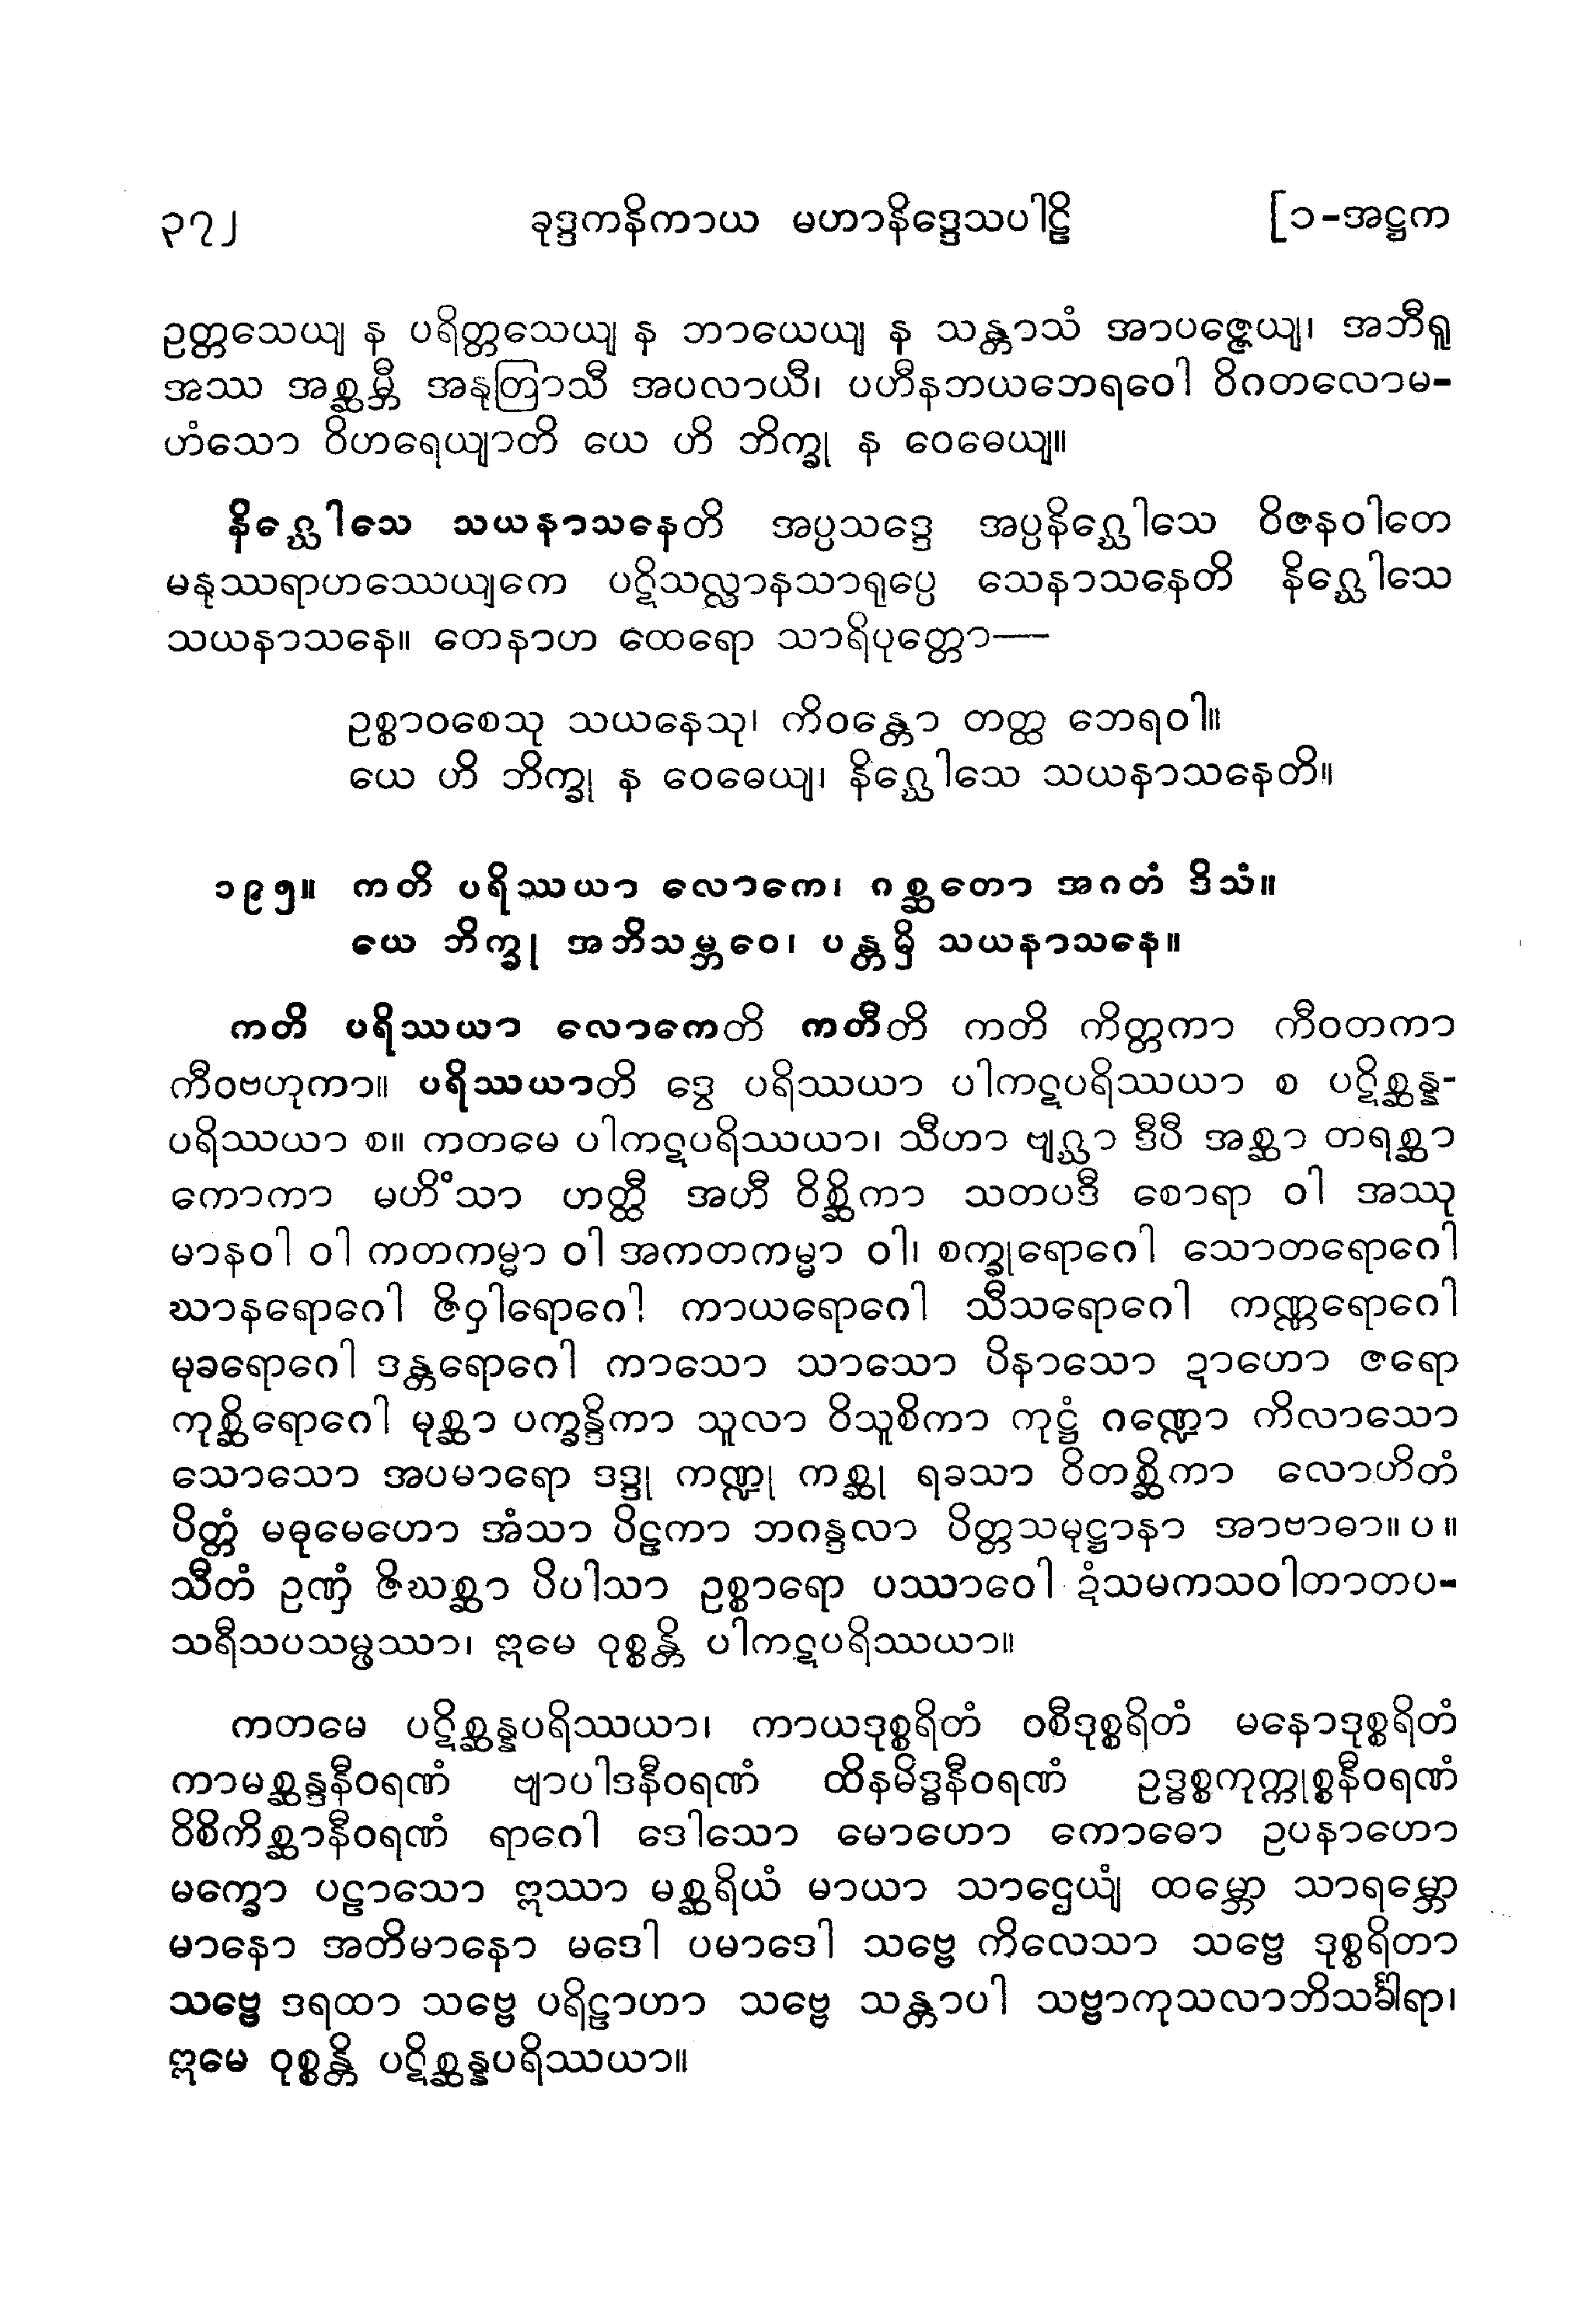 ၃၇၂ ခုဒ္ဒကနိကာယ မဟာနိဒ္ဒေသပါဠိ [၁-အဋ္ဌက
ဥတ္တသေယျ န ပရိတ္တသေယျ န ဘာယေယျ န သန္တာသံ အာပဇ္ဇေယျ၊ အဘီရူ
အဿ အစ္ဆမ္ဘီ အနုတြာသီ အပလာယီ၊ ပဟီနဘယဘေရဝေါ ဝိဂတလောမ-
ဟံသော ဝိဟရေယျာတိ ယေ ဟိ ဘိက္ခု န ဝေဓေယျ။
နိဂ္ဃေါသေ သယနာသနေတိ အပ္ပသဒ္ဒေ အပ္ပနိဂ္ဃေါသေ ဝိဇနဝါတေ
မနုဿရာဟဿေယျကေ ပဋိသလ္လာနသာရုပ္ပေ သေနာသနေတိ နိဂ္ဃေါသေ
သယနာသနေ။ တေနာဟ ထေရော သာရိပုတ္တော—
ဥစ္စာဝစေသု သယနေသု၊ ကိဝန္တော တတ္ထ ဘေရဝါ။
ယေ ဟိ ဘိက္ခု န ဝေဓေယျ၊ နိဂ္ဃေါသေ သယနာသနေတိ။
၁၉၅။ ကတိ ပရိဿယာ လောကေ၊ ဂစ္ဆတော အဂတံ ဒိသံ။
ယေ ဘိက္ခု အဘိသမ္ဘဝေ၊ ပန္တမှိ သယနာသနေ။
ကတိ ပရိဿယာ လောကေတိ ကတီတိ ကတိ ကိတ္တကာ ကီဝတကာ
ကီဝဗဟုကာ။ ပရိဿယာတိ ဒွေ ပရိဿယာ ပါကဋပရိဿယာ စ ပဋိစ္ဆန္န-
ပရိဿယာ စ။ ကတမေ ပါကဋပရိဿယာ၊ သီဟာ ဗျဂ္ဃာ ဒီပီ အစ္ဆာ တရစ္ဆာ
ကောကာ မဟိံသာ ဟတ္ထီ အဟီ ဝိစ္ဆိကာ သတပဒီ စောရာ ဝါ အဿု
မာနဝါ ဝါ ကတကမ္မာ ဝါ အကတကမ္မာ ဝါ၊ စက္ခုရောဂေါ သောတရောဂေါ
ဃာနရောဂေါ ဇိဝှါရောဂေါ ကာယရောဂေါ သီသရောဂေါ ကဏ္ဏရောဂေါ
မုခရောဂေါ ဒန္တရောဂေါ ကာသော သာသော ပိနာသော ဍာဟော ဇရော
ကုစ္ဆိရောဂေါ မုစ္ဆာ ပက္ခန္ဒိကာ သူလာ ဝိသူစိကာ ကုဋ္ဌံ ဂဏ္ဍော ကိလာသော
သောသော အပမာရော ဒဒ္ဒု ကဏ္ဍု ကစ္ဆု ရခသာ ဝိတစ္ဆိကာ လောဟိတံ
ပိတ္တံ မဓုမေဟော အံသာ ပိဠကာ ဘဂန္ဒလာ ပိတ္တသမုဋ္ဌာနာ အာဗာဓာ။ ပ ။
သီတံ ဥဏှံ ဇိဃစ္ဆာ ပိပါသာ ဥစ္စာရော ပဿာဝေါ ဍံသမကသဝါတာတပ-
သရီသပသမ္ဖဿာ၊ ဣမေ ဝုစ္စန္တိ ပါကဋပရိဿယာ။
ကတမေ ပဋိစ္ဆန္နပရိဿယာ၊ ကာယဒုစ္စရိတံ ဝစီဒုစ္စရိတံ မနောဒုစ္စရိတံ
ကာမစ္ဆန္ဒနီဝရဏံ ဗျာပါဒနီဝရဏံ ထိနမိဒ္ဓနီဝရဏံ ဥဒ္ဓစ္စကုက္ကုစ္စနီဝရဏံ
ဝိစိကိစ္ဆာနီဝရဏံ ရာဂေါ ဒေါသော မောဟော ကောဓော ဥပနာဟော
မက္ခော ပဠာသော ဣဿာ မစ္ဆရိယံ မာယာ သာဌေယျံ ထမ္ဘော သာရမ္ဘော
မာနော အတိမာနော မဒေါ ပမာဒေါ သဗ္ဗေ ကိလေသာ သဗ္ဗေ ဒုစ္စရိတာ
သဗ္ဗေ ဒရထာ သဗ္ဗေ ပရိဠာဟာ သဗ္ဗေ သန္တာပါ သဗ္ဗာကုသလာဘိသင်္ခါရာ၊
ဣမေ ဝုစ္စန္တိ ပဋိစ္ဆန္နပရိဿယာ။